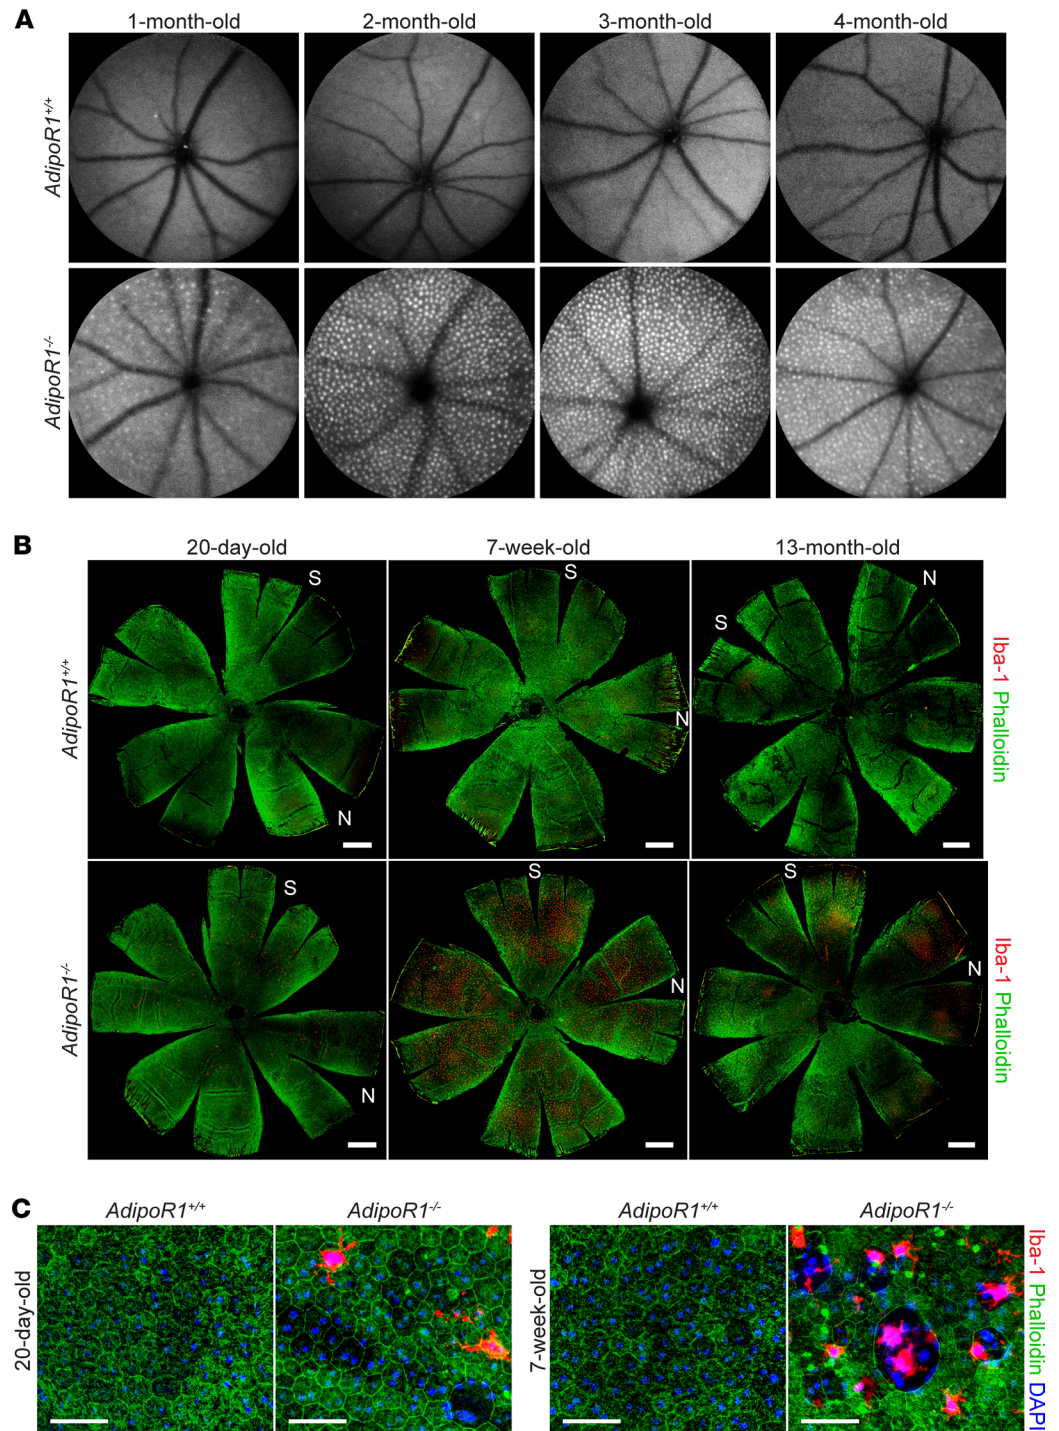 A
1-month-old 2-month-old 3-month-old 4-month-old
AdipoR1+/+
AdipoR1-/-
B
20-day-old 7-week-old 13-month-old
AdipoR1+/+
S S S N
N N
Iba-1 Phalloidin
AdipoR1-/-
S S S
N N N
Iba-1 Phalloidin
C
AdipoR1+/+ AdipoR1-/- AdipoR1+/+ AdipoR1-/-
20-day-old
7-week-old
Iba-1 Phalloidin DAPI